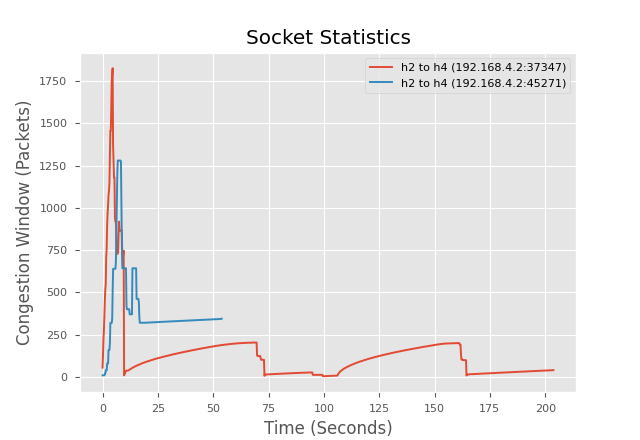 Socket Statistics
h2 to h4 (192.168.4.2:37347)
h2 to h4 (192.168.4.2:45271)
Congestion Window (Packets)
1750
1500
1250
1000
750
500
250
0
0 25 50 75 100 125 150 175 200
Time (Seconds)